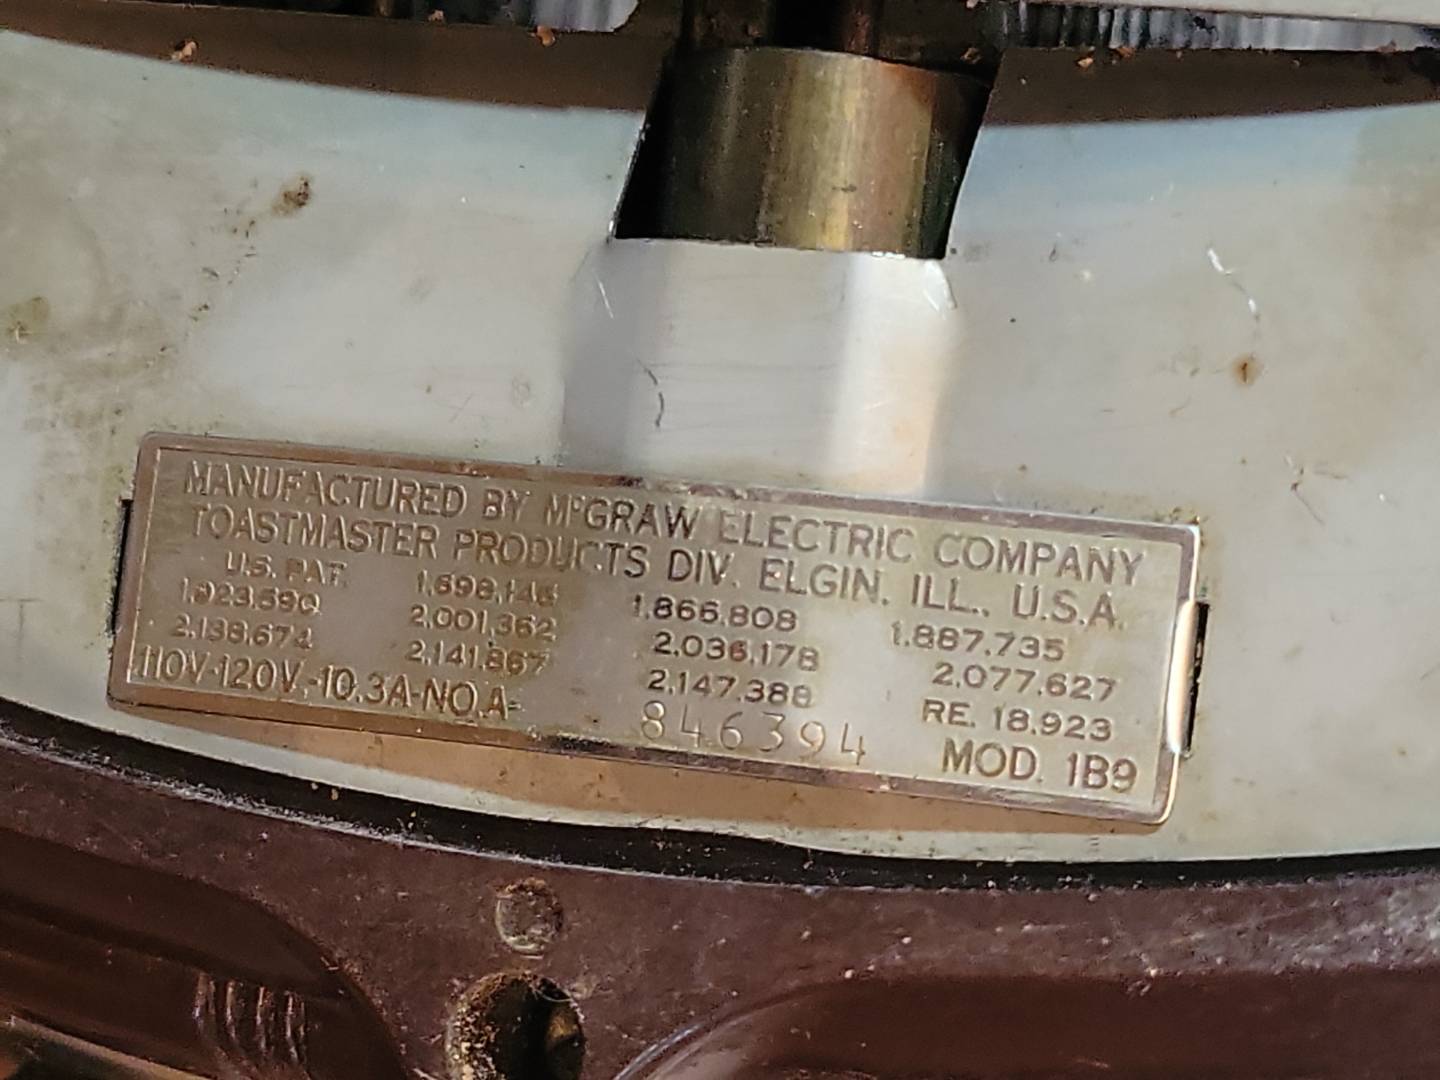 MANUFACTURED BY McGRAW ELECTRIC COMPANY
TOASTMASTER PRODUCTS DIV. ELGIN, ILL., U.S.A.
U.S. PAT. 1,698,146 1,866,808 1,887,735
1,923,590 2,001,362 2,036,178 2,077,627
2,138,674 2,141,867 2,147,388 RE. 18,923
110V-120V.-10.3A-NO.A- 846394 MOD. 1B9